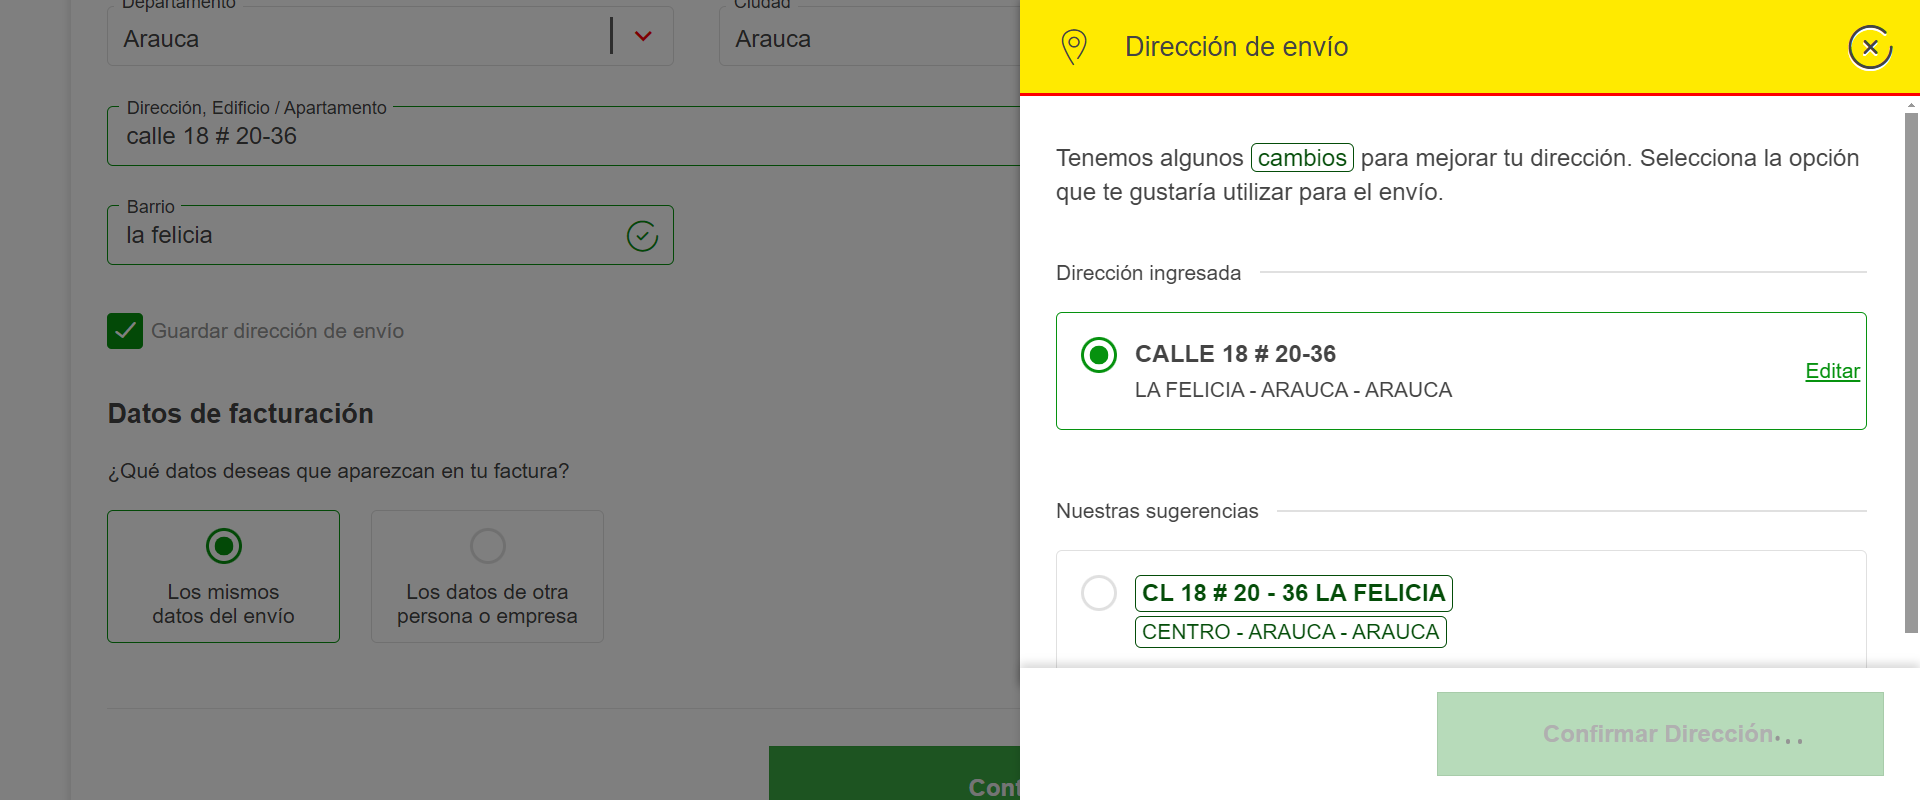 Departamento
Arauca
Ciudad
Arauca
Dirección, Edificio / Apartamento
calle 18 # 20-36
Barrio
la felicia
Guardar dirección de envío
Datos de facturación
¿Qué datos deseas que aparezcan en tu factura?
Los mismos
datos del envío
Los datos de otra
persona o empresa
Cont
Dirección de envío
Tenemos algunos cambios para mejorar tu dirección. Selecciona la opción
que te gustaría utilizar para el envío.
Dirección ingresada
CALLE 18 # 20-36
LA FELICIA - ARAUCA - ARAUCA
Editar
Nuestras sugerencias
CL 18 # 20 - 36 LA FELICIA
CENTRO - ARAUCA - ARAUCA
Confirmar Dirección...